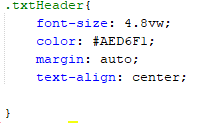 .txtHeader{
font-size: 4.8vw;
color: #AED6F1;
margin: auto;
text-align: center;
}